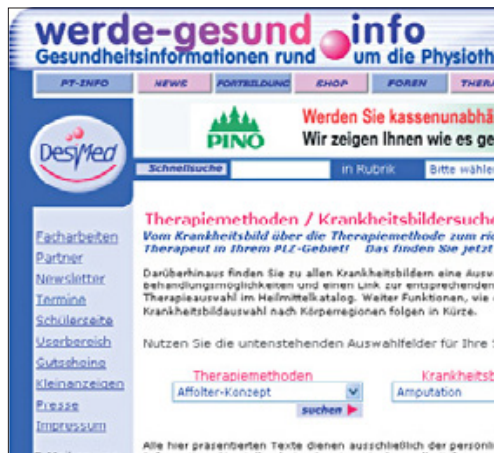 werde-gesund info
Gesundheitsinformationen rund um die Physioth
PT-INFO NEWS FORTBILDUNG SHOP FOREN THERA
PINO
Werden Sie kassenunabhä
Wir zeigen Ihnen wie es ge
DesiMed
Schnellsuche in Rubrik Bitte wähle
Facharbeiten
Partner
Newsletter
Termine
Schülerseite
Userbereich
Gutscheine
Kleinanzeigen
Presse
Impressum
Therapiemethoden / Krankheitsbildersuche
Vom Krankheitsbild über die Therapiemethode zum ric
Therapeut in Ihrem PLZ-Gebiet! Das finden Sie jetzt
Darüberhinaus finden Sie zu allen Krankheitsbildern eine Ausw
behandlungsmöglichkeiten und einen Link zur entsprechenden
Therapieauswahl im Heilmittelkatalog. Weiter Funktionen, wie
Krankheitsbildauswahl nach Körperregionen folgen in Kürze.
Nutzen Sie die untenstehenden Auswahlfelder für Ihre S
Therapiemethoden Krankheitsb
Affolter-Konzept Amputation
suchen
Alle hier präsentierten Texte dienen ausschließlich der persönli